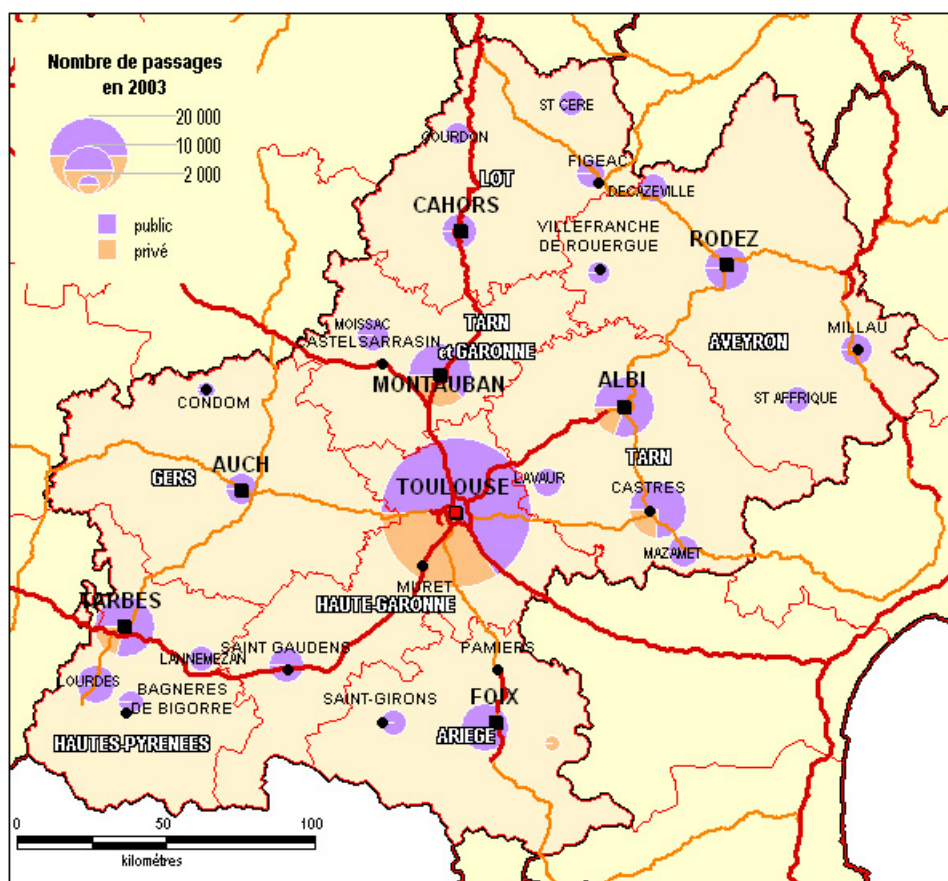 Nombre de passages
en 2003
20 000
10 000
2 000
public
privé
ST CERE
GOURDON
FIGEAC
LOT
DECAZEVILLE
CAHORS
VILLEFRANCHE
DE ROUERGUE
RODEZ
MOISSAC
TARN
et GARONNE
CASTELSARRASIN
MILLAU
AVEYRON
MONTAUBAN
ALBI
CONDOM
ST AFFRIQUE
AUCH
GERS
TOULOUSE
LAVAUR
TARN
CASTRES
MAZAMET
MURET
HAUTE-GARONNE
TARBES
SAINT GAUDENS
PAMIERS
LANNEMEZAN
LOURDES
BAGNERES
DE BIGORRE
SAINT-GIRONS
FOIX
ARIEGE
HAUTES-PYRENEES
0 50 100
kilométres